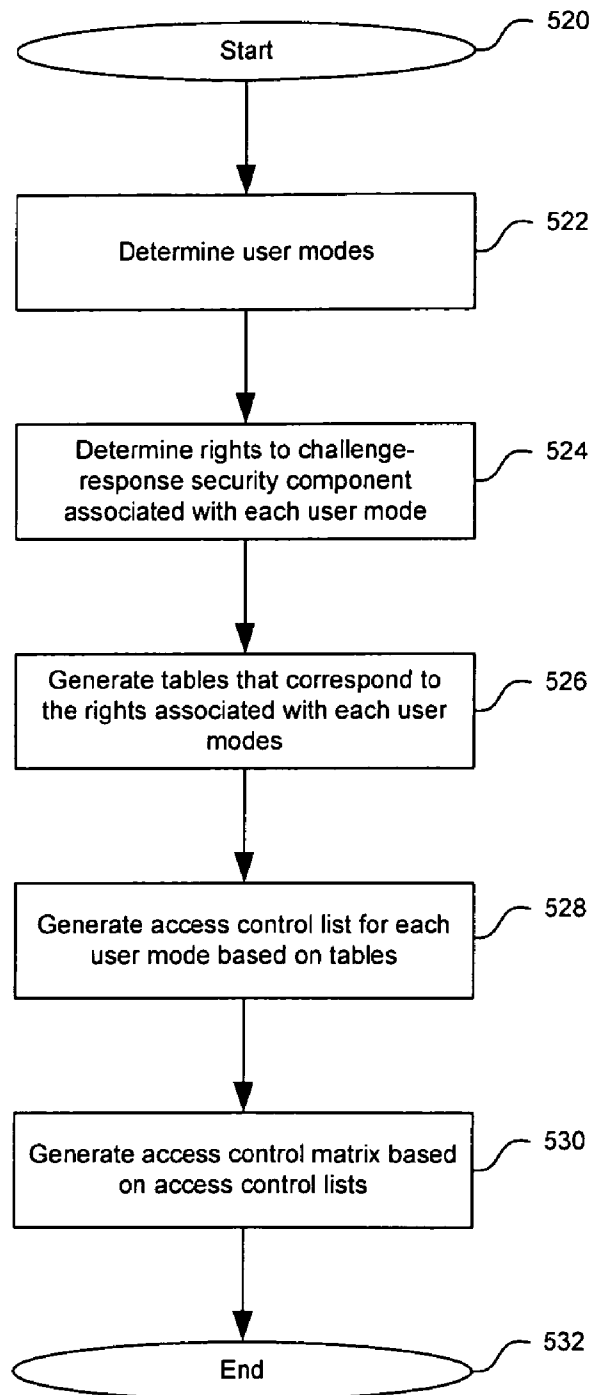 Start
520
Determine user modes
522
Determine rights to challenge-
response security component
associated with each user mode
524
Generate tables that correspond to
the rights associated with each user
modes
526
Generate access control list for each
user mode based on tables
528
Generate access control matrix based
on access control lists
530
End
532